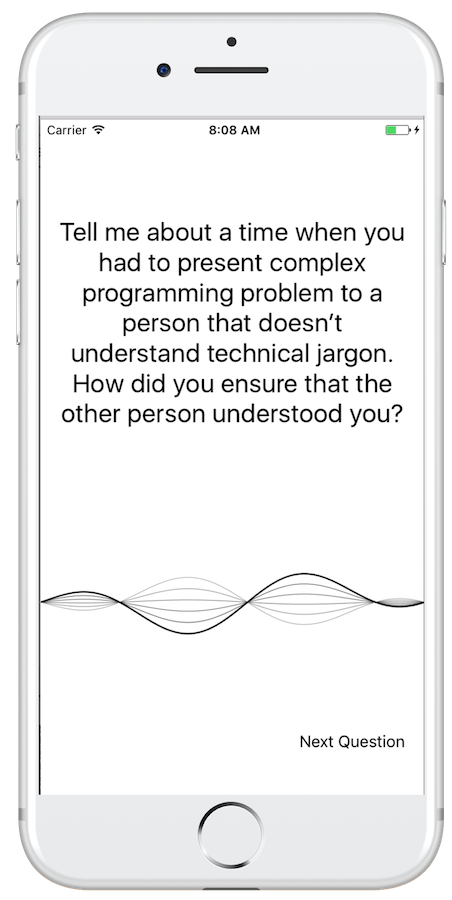 Carrier 8:08 AM
Tell me about a time when you
had to present complex
programming problem to a
person that doesn’t
understand technical jargon.
How did you ensure that the
other person understood you?
Next Question